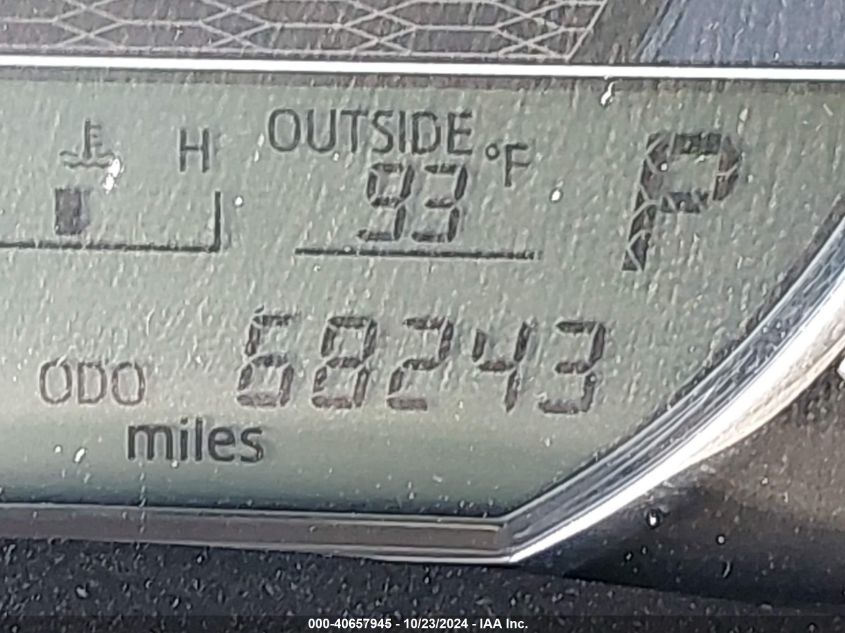 OUTSIDE
H
93 °F
P
ODO 68243
miles
000-40657945 - 10/23/2024 - IAA Inc.